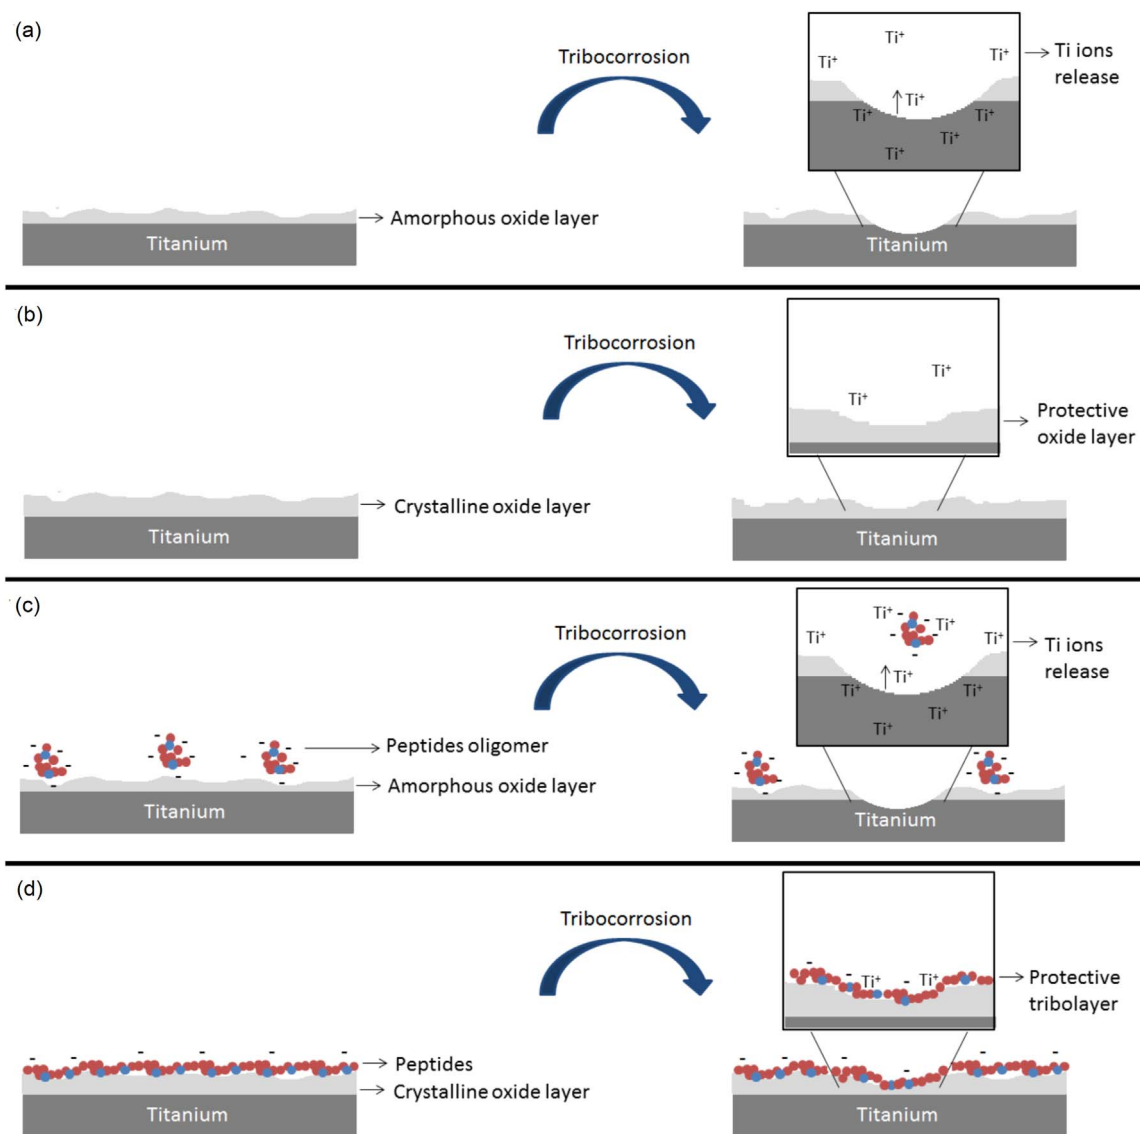 (a)
Tribocorrosion
Ti⁺
Ti⁺
Ti⁺
Ti ions
release
Ti⁺
Ti⁺
Ti⁺
Ti⁺
Ti⁺
Amorphous oxide layer
Titanium
Titanium
(b)
Tribocorrosion
Ti⁺
Ti⁺
Protective
oxide layer
Crystalline oxide layer
Titanium
Titanium
(c)
Tribocorrosion
Ti⁺
- -
Ti⁺
Ti⁺
Ti⁺
- -
-
Ti ions
release
Ti⁺
Ti⁺
Ti⁺
Ti⁺
Ti⁺
- -
- -
- -
- -
- -
- -
-
-
-
Peptides oligomer
Amorphous oxide layer
- -
- -
-
- -
- -
-
Titanium
Titanium
(d)
Tribocorrosion
-
- Ti⁺ - Ti⁺
Protective
tribolayer
- - - - - -
Peptides
Crystalline oxide layer
- - - -
Titanium
Titanium